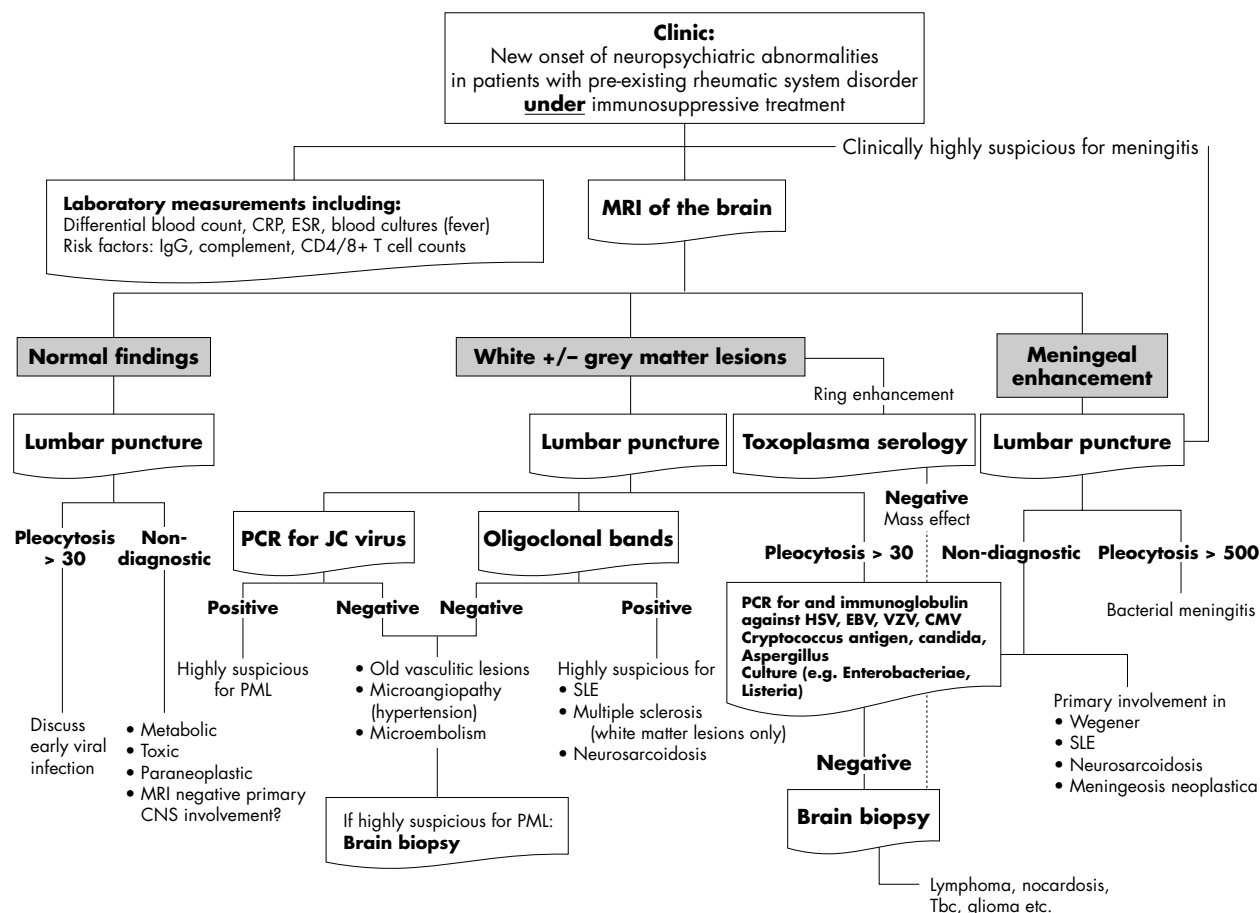 Clinic:
New onset of neuropsychiatric abnormalities
in patients with pre-existing rheumatic system disorder
under immunosuppressive treatment
Clinically highly suspicious for meningitis
Laboratory measurements including:
Differential blood count, CRP, ESR, blood cultures (fever)
Risk factors: IgG, complement, CD4/8+ T cell counts
MRI of the brain
Normal findings
White +/– grey matter lesions
Meningeal
enhancement
Ring enhancement
Lumbar puncture
Lumbar puncture
Toxoplasma serology
Lumbar puncture
Negative
Mass effect
Pleocytosis
> 30
Non-
diagnostic
PCR for JC virus
Oligoclonal bands
Pleocytosis > 30
Non-diagnostic
Pleocytosis > 500
Positive
Negative
Negative
Positive
PCR for and immunoglobulin
against HSV, EBV, VZV, CMV
Cryptococcus antigen, candida,
Aspergillus
Culture (e.g. Enterobacteriae,
Listeria)
Bacterial meningitis
Highly suspicious
for PML
• Old vasculitic lesions
• Microangiopathy
(hypertension)
• Microembolism
Highly suspicious for
• SLE
• Multiple sclerosis
(white matter lesions only)
• Neurosarcoidosis
Primary involvement in
• Wegener
• SLE
• Neurosarcoidosis
• Meningeosis neoplastica
Discuss
early viral
infection
• Metabolic
• Toxic
• Paraneoplastic
• MRI negative primary
CNS involvement?
Negative
If highly suspicious for PML:
Brain biopsy
Brain biopsy
Lymphoma, nocardosis,
Tbc, glioma etc.